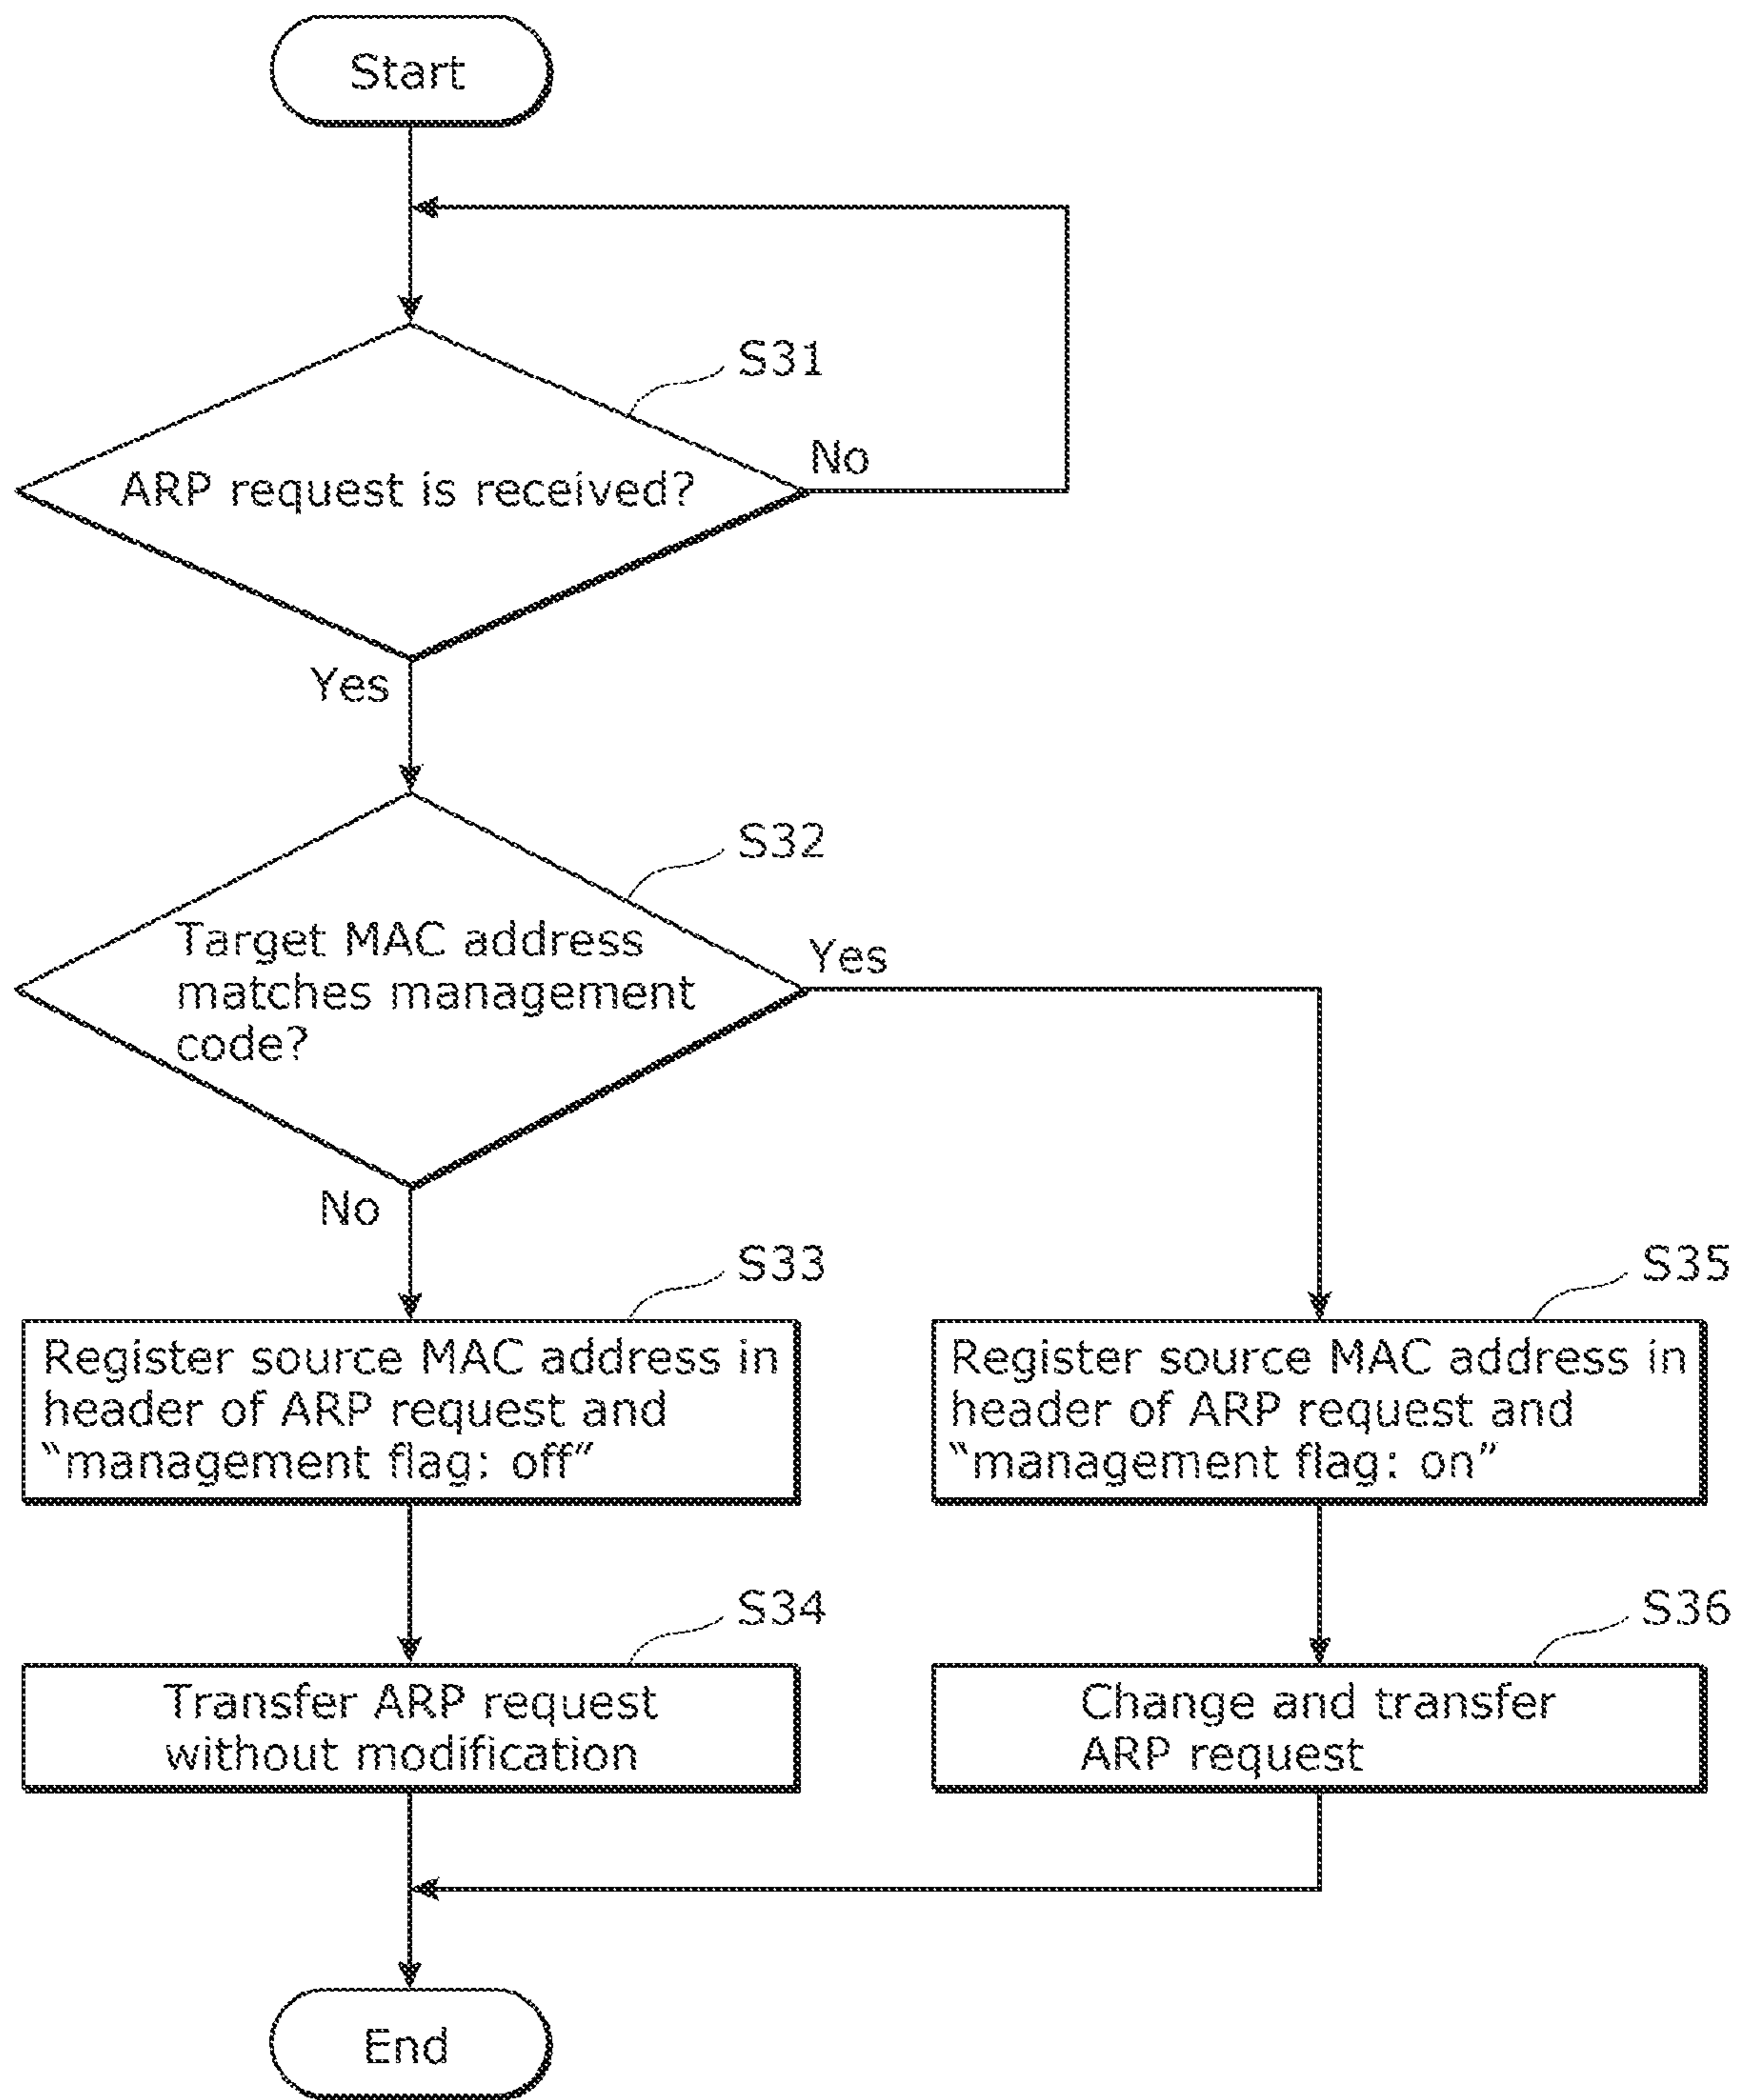 Start
S31
ARP request is received?
No
Yes
S32
Target MAC address
matches management
code?
Yes
No
S33
Register source MAC address in
header of ARP request and
“management flag: off”
S35
Register source MAC address in
header of ARP request and
“management flag: on”
S34
Transfer ARP request
without modification
S36
Change and transfer
ARP request
End